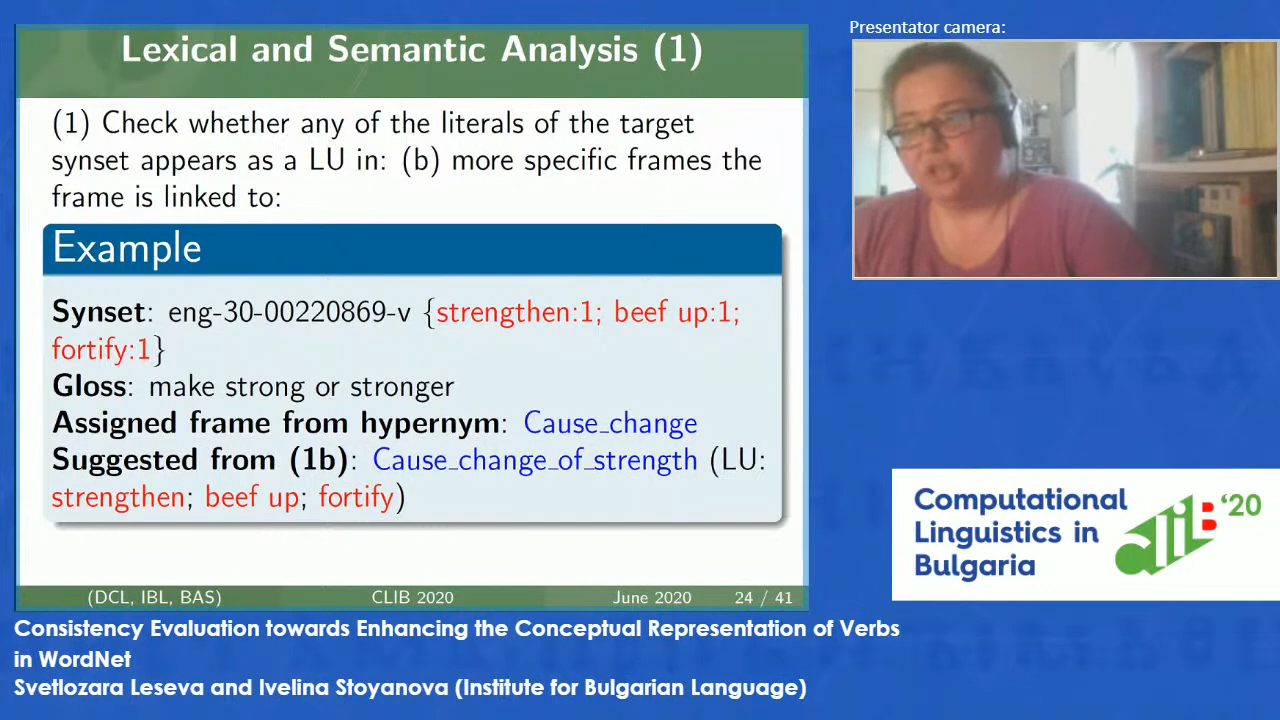 Lexical and Semantic Analysis (1)
Presentator camera:
(1) Check whether any of the literals of the target
synset appears as a LU in: (b) more specific frames the
frame is linked to:
Example
Synset: eng-30-00220869-v {strengthen:1; beef up:1;
fortify:1}
Gloss: make strong or stronger
Assigned frame from hypernym: Cause_change
Suggested from (1b): Cause_change_of_strength (LU:
strengthen; beef up; fortify)
(DCL, IBL, BAS) CLIB 2020 June 2020 24 / 41
Computational
Linguistics in
Bulgaria
CLIB '20
Consistency Evaluation towards Enhancing the Conceptual Representation of Verbs
in WordNet
Svetlozara Leseva and Ivelina Stoyanova (Institute for Bulgarian Language)